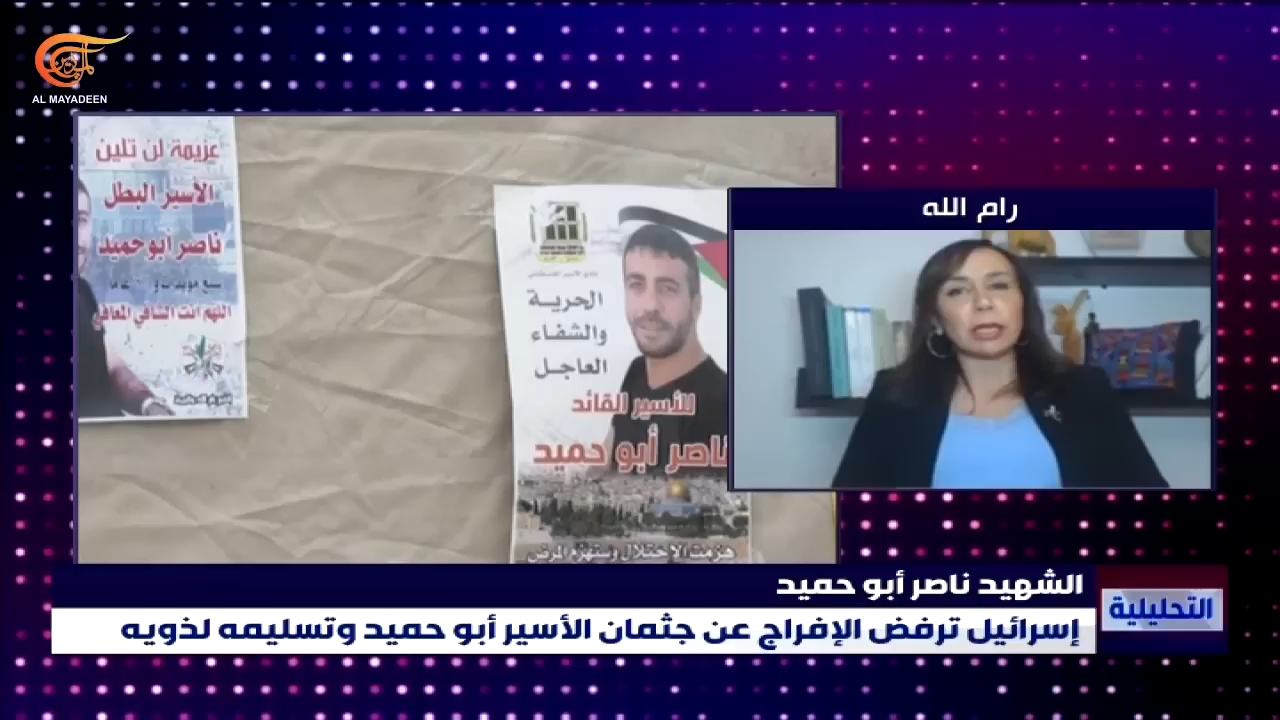 AL MAYADEEN
عزيمة لن تلين
الأسير البطل
ناصر أبو حميد
اللهم انت الشافي المعافي
الحرية
والشفاء
العاجل
للأسير القائد
ناصر أبو حميد
هزمت الاحتلال وستهزم المرض
رام الله
الشهيد ناصر أبو حميد
التحليلية
إسرائيل ترفض الإفراج عن جثمان الأسير أبو حميد وتسليمه لذويه